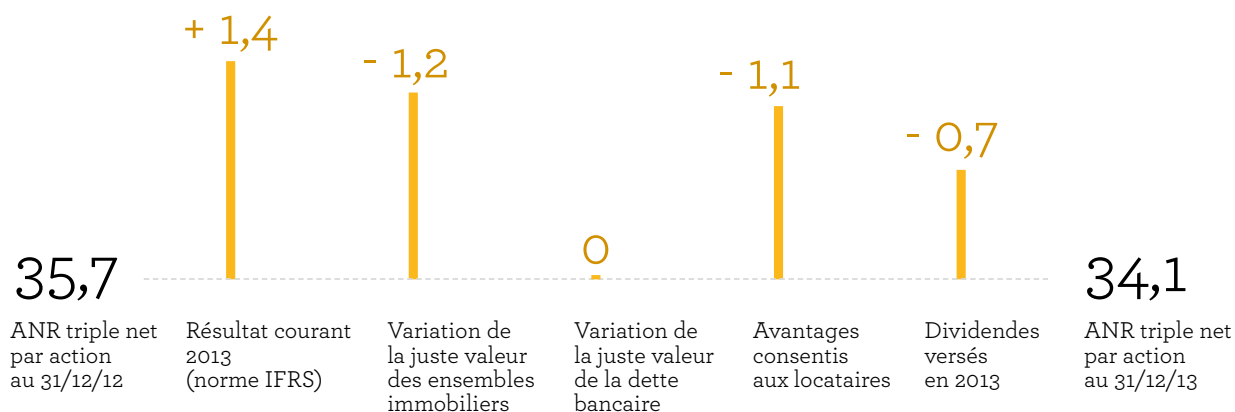 + 1,4
- 1,2
0
- 1,1
- 0,7
35,7
ANR triple net
par action
au 31/12/12
Résultat courant
2013
(norme IFRS)
Variation de
la juste valeur
des ensembles
immobiliers
Variation de
la juste valeur
de la dette
bancaire
Avantages
consentis
aux locataires
Dividendes
versés
en 2013
34,1
ANR triple net
par action
au 31/12/13